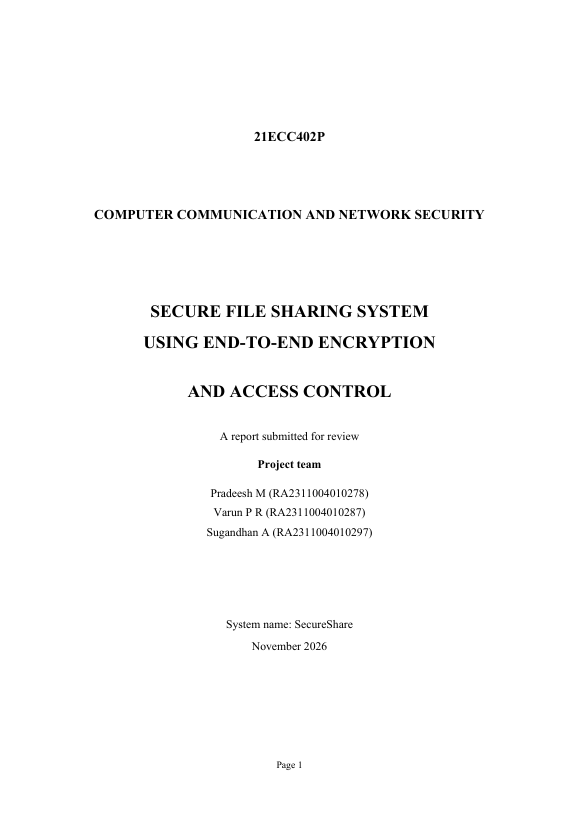 21ECC402P
COMPUTER COMMUNICATION AND NETWORK SECURITY
SECURE FILE SHARING SYSTEM
USING END-TO-END ENCRYPTION
AND ACCESS CONTROL
A report submitted for review
Project team
Pradeesh M (RA2311004010278)
Varun P R (RA2311004010287)
Sugandhan A (RA2311004010297)
System name: SecureShare
November 2026
Page 1